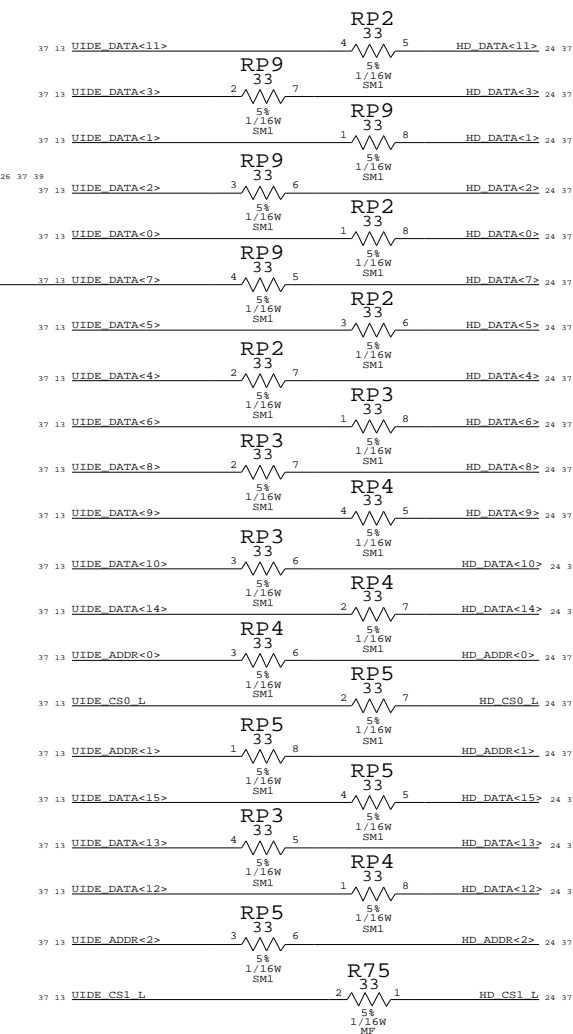 RP2
33
37 13 UIDE_DATA<11> 4 5 HD_DATA<11> 24 37
5%
1/16W
SM1
RP9
33
37 13 UIDE_DATA<3> 2 7 HD_DATA<3> 24 37
5%
1/16W
SM1
RP9
33
37 13 UIDE_DATA<1> 1 8 HD_DATA<1> 24 37
5%
1/16W
SM1
26 37 39
RP9
33
37 13 UIDE_DATA<2> 3 6 HD_DATA<2> 24 37
5%
1/16W
SM1
RP2
33
37 13 UIDE_DATA<0> 1 8 HD_DATA<0> 24 37
5%
1/16W
SM1
RP9
33
37 13 UIDE_DATA<7> 4 5 HD_DATA<7> 24 37
5%
1/16W
SM1
RP2
33
37 13 UIDE_DATA<5> 3 6 HD_DATA<5> 24 37
5%
1/16W
SM1
RP2
33
37 13 UIDE_DATA<4> 2 7 HD_DATA<4> 24 37
5%
1/16W
SM1
RP3
33
37 13 UIDE_DATA<6> 1 8 HD_DATA<6> 24 37
5%
1/16W
SM1
RP3
33
37 13 UIDE_DATA<8> 2 7 HD_DATA<8> 24 37
5%
1/16W
SM1
RP4
33
37 13 UIDE_DATA<9> 4 5 HD_DATA<9> 24 37
5%
1/16W
SM1
RP3
33
37 13 UIDE_DATA<10> 3 6 HD_DATA<10> 24 3
5%
1/16W
SM1
RP4
33
37 13 UIDE_DATA<14> 2 7 HD_DATA<14> 24 3
5%
1/16W
SM1
RP4
33
37 13 UIDE_ADDR<0> 3 6 HD_ADDR<0> 24 37
5%
1/16W
SM1
RP5
33
37 13 UIDE_CS0_L 2 7 HD_CS0_L 24 37
5%
1/16W
SM1
RP5
33
37 13 UIDE_ADDR<1> 1 8 HD_ADDR<1> 24 37
5%
1/16W
SM1
RP5
33
37 13 UIDE_DATA<15> 4 5 HD_DATA<15> 24 3
5%
1/16W
SM1
RP3
33
37 13 UIDE_DATA<13> 4 5 HD_DATA<13> 24 3
5%
1/16W
SM1
RP4
33
37 13 UIDE_DATA<12> 1 8 HD_DATA<12> 24 3
5%
1/16W
SM1
RP5
33
37 13 UIDE_ADDR<2> 3 6 HD_ADDR<2> 24 37
5%
1/16W
SM1
R75
33
37 13 UIDE_CS1_L 2 1 HD_CS1_L 24 37
5%
1/16W
MF